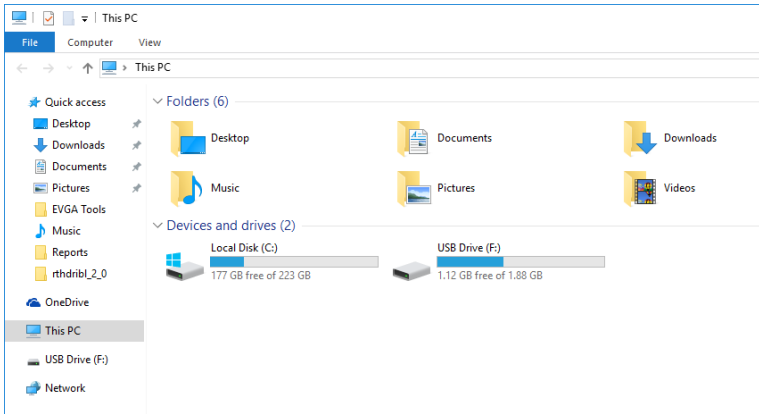 This PC
File Computer View
This PC
Quick access
Desktop
Downloads
Documents
Pictures
EVGA Tools
Music
Reports
rthdribl_2_0
OneDrive
This PC
USB Drive (F:)
Network
Folders (6)
Desktop Documents Downloads
Music Pictures Videos
Devices and drives (2)
Local Disk (C:) USB Drive (F:)
177 GB free of 223 GB 1.12 GB free of 1.88 GB